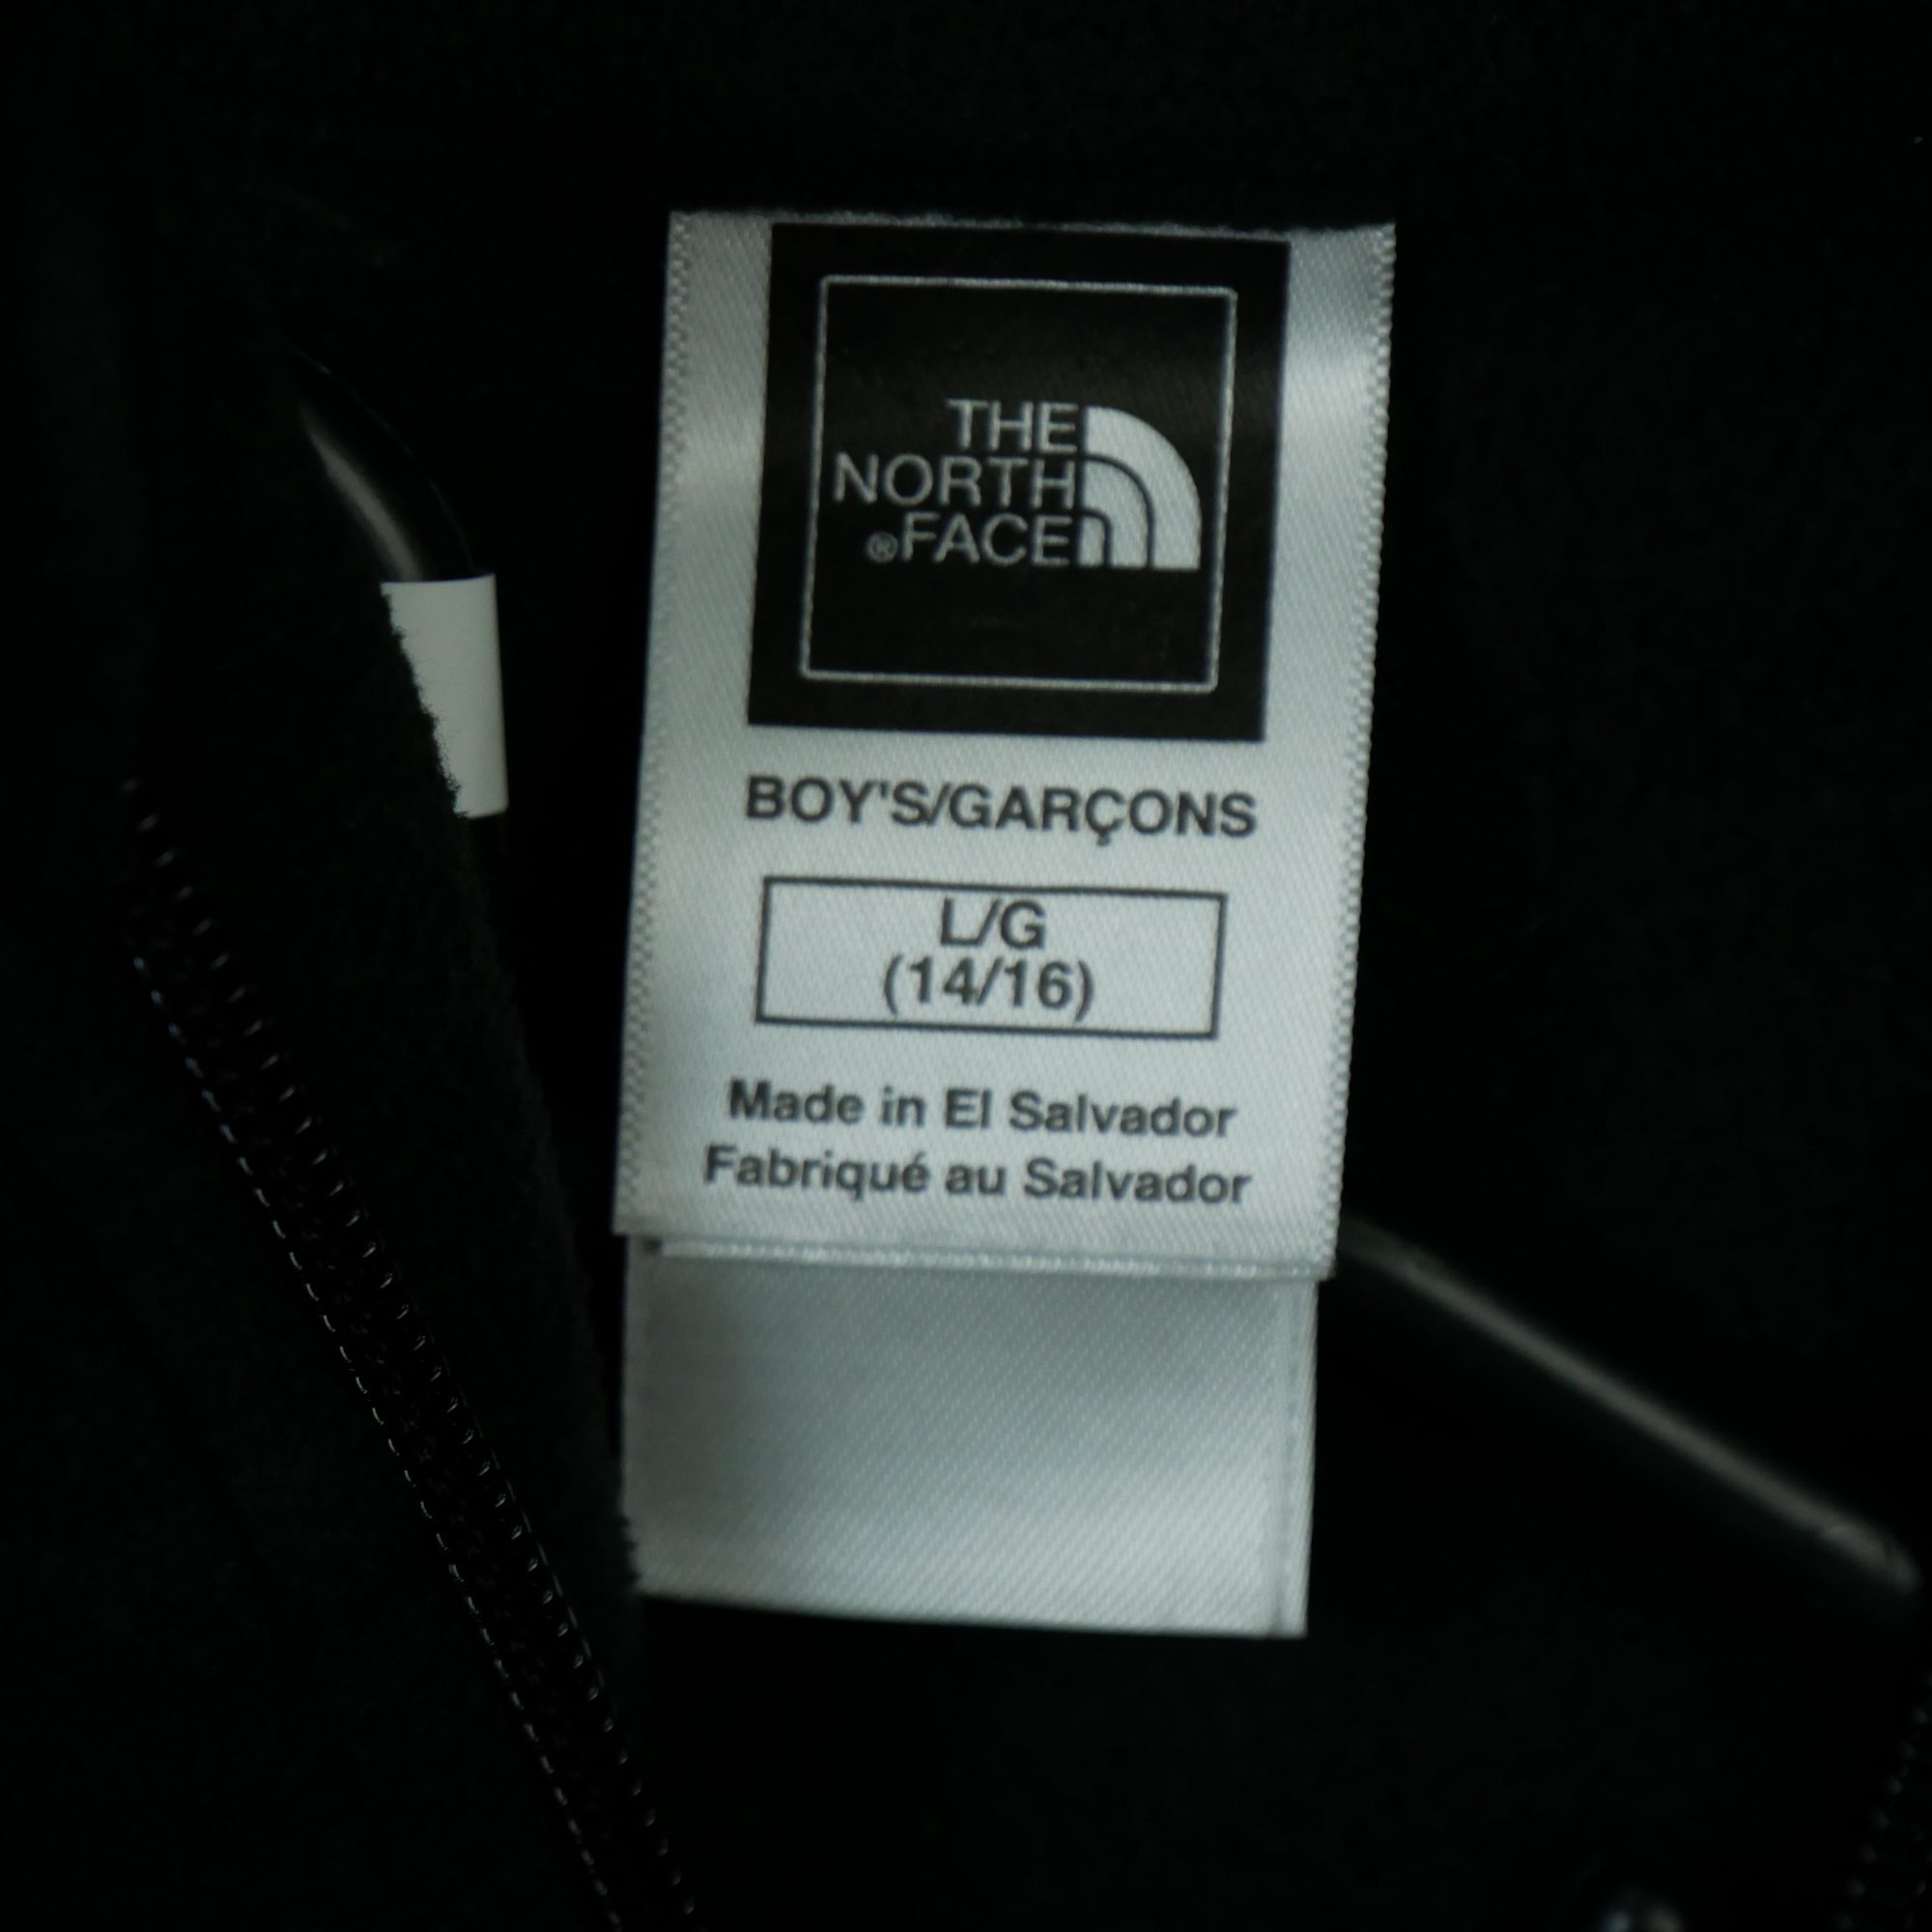 THE
NORTH
®FACE
BOY'S/GARÇONS
L/G
(14/16)
Made in El Salvador
Fabriqué au Salvador